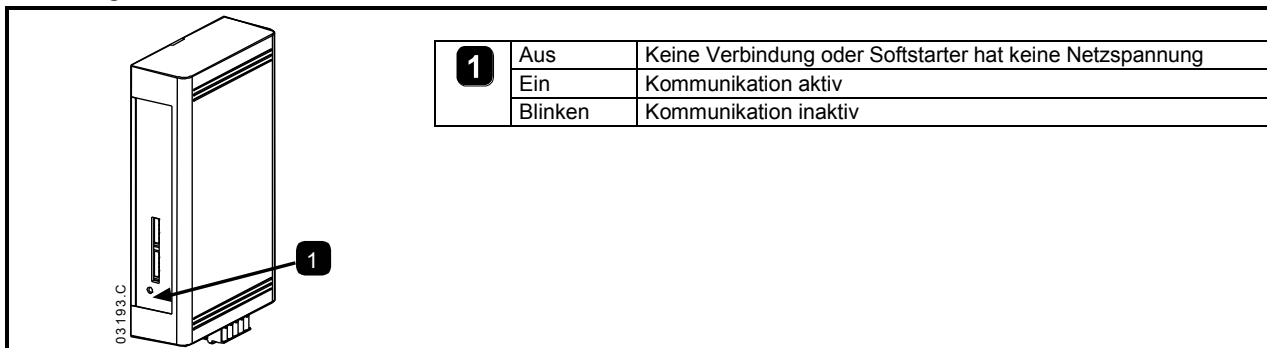 1
Aus Keine Verbindung oder Softstarter hat keine Netzspannung
Ein Kommunikation aktiv
Blinken Kommunikation inaktiv
1
03193.C